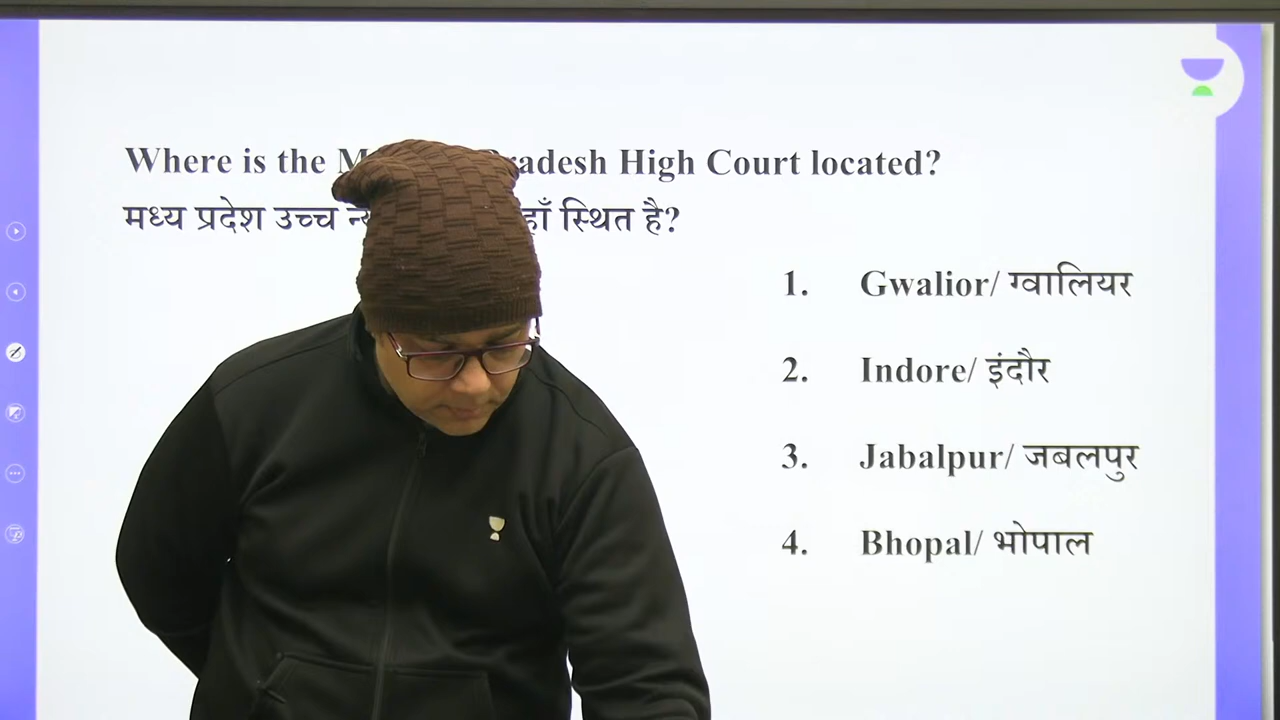 Where is the Pradesh High Court located?
मध्य प्रदेश उच्च स्थित है?
1. Gwalior/ ग्वालियर
2. Indore/ इंदौर
3. Jabalpur/ जबलपुर
4. Bhopal/ भोपाल